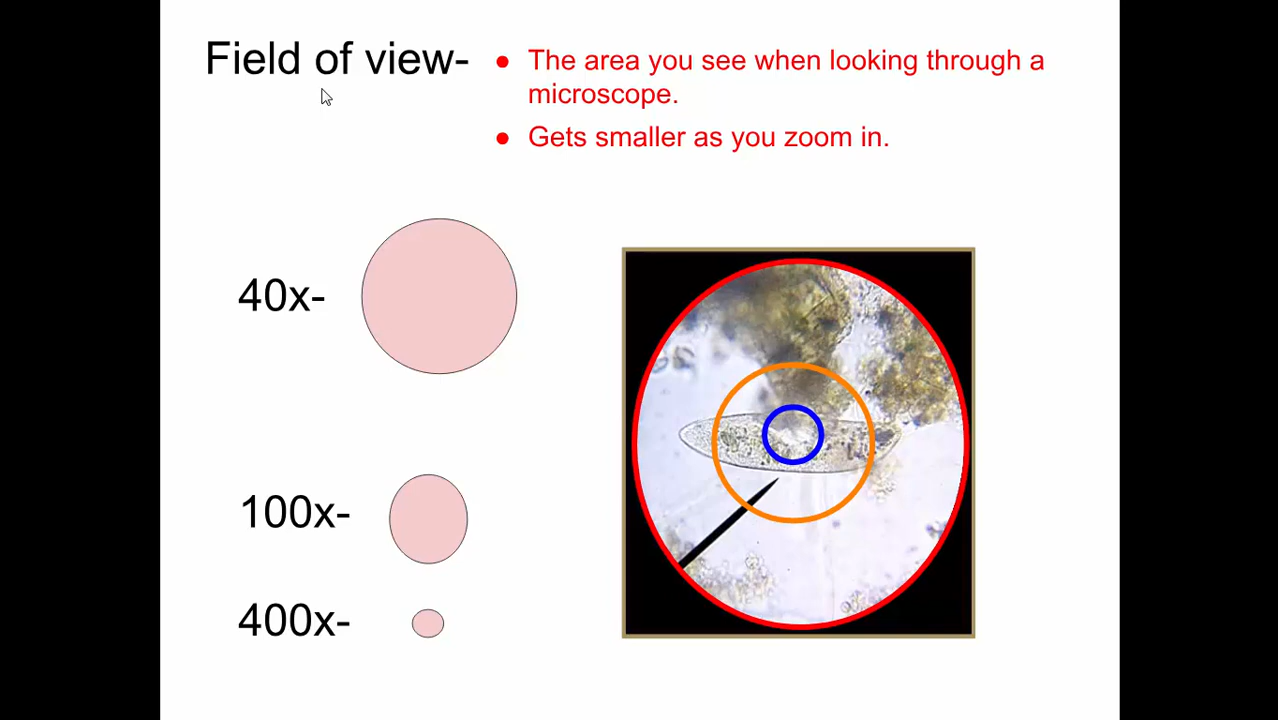 Field of view-
● The area you see when looking through a
microscope.
● Gets smaller as you zoom in.
40x-
100x-
400x-